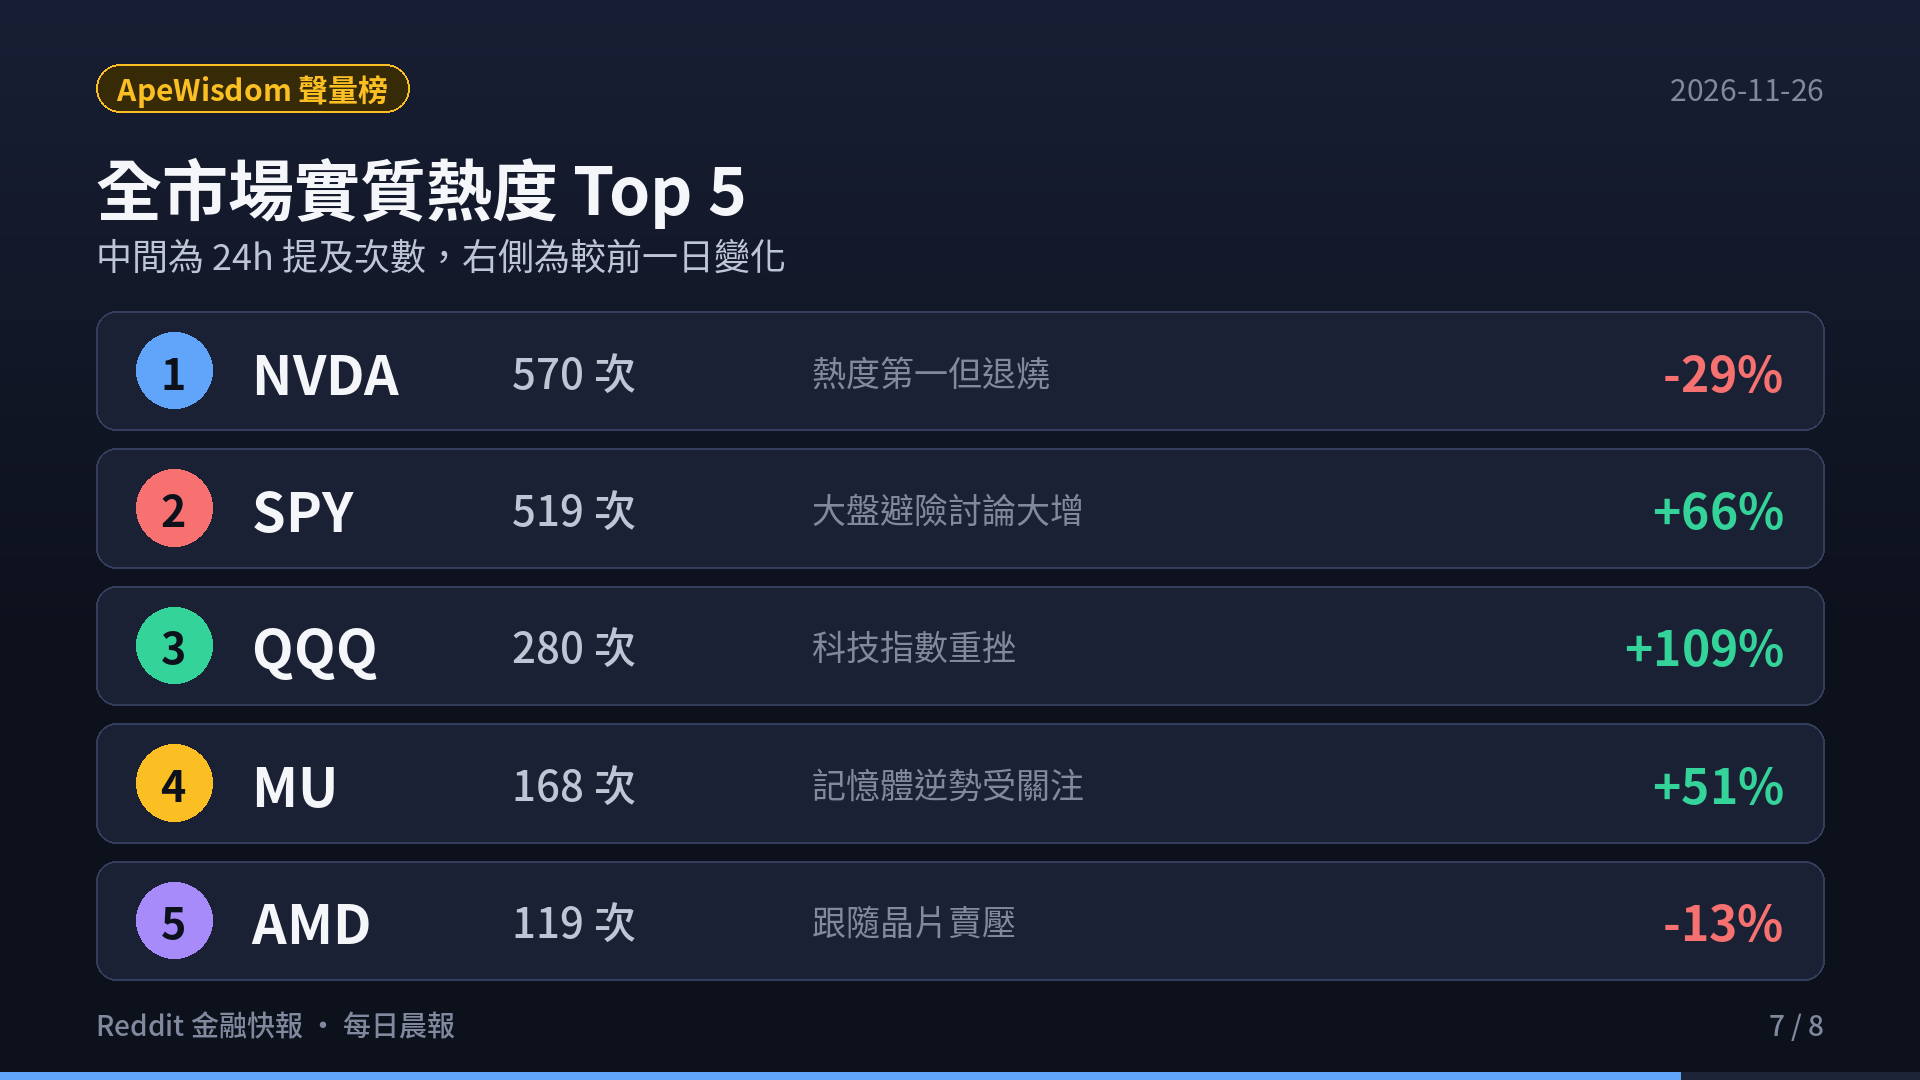 ApeWisdom 聲量榜
2026-11-26
全市場實質熱度 Top 5
中間為 24h 提及次數，右側為較前一日變化
1 NVDA 570 次 熱度第一但退燒 -29%
2 SPY 519 次 大盤避險討論大增 +66%
3 QQQ 280 次 科技指數重挫 +109%
4 MU 168 次 記憶體逆勢受關注 +51%
5 AMD 119 次 跟隨晶片賣壓 -13%
Reddit 金融快報 · 每日晨報
7 / 8